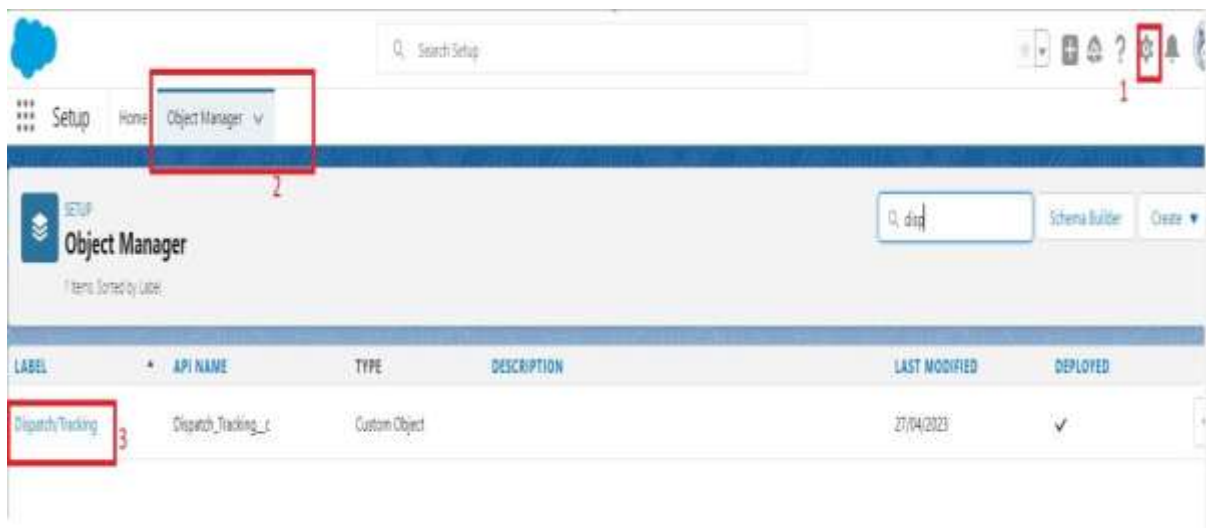 Search Setup
1
Setup Home Object Manager
2
SETUP
Object Manager
1 Items, Sorted by Label
disp
Schema Builder
Create
LABEL API NAME TYPE DESCRIPTION LAST MODIFIED DEPLOYED
Dispatch/Tracking Dispatch_Tracking__c Custom Object 27/04/2023
3